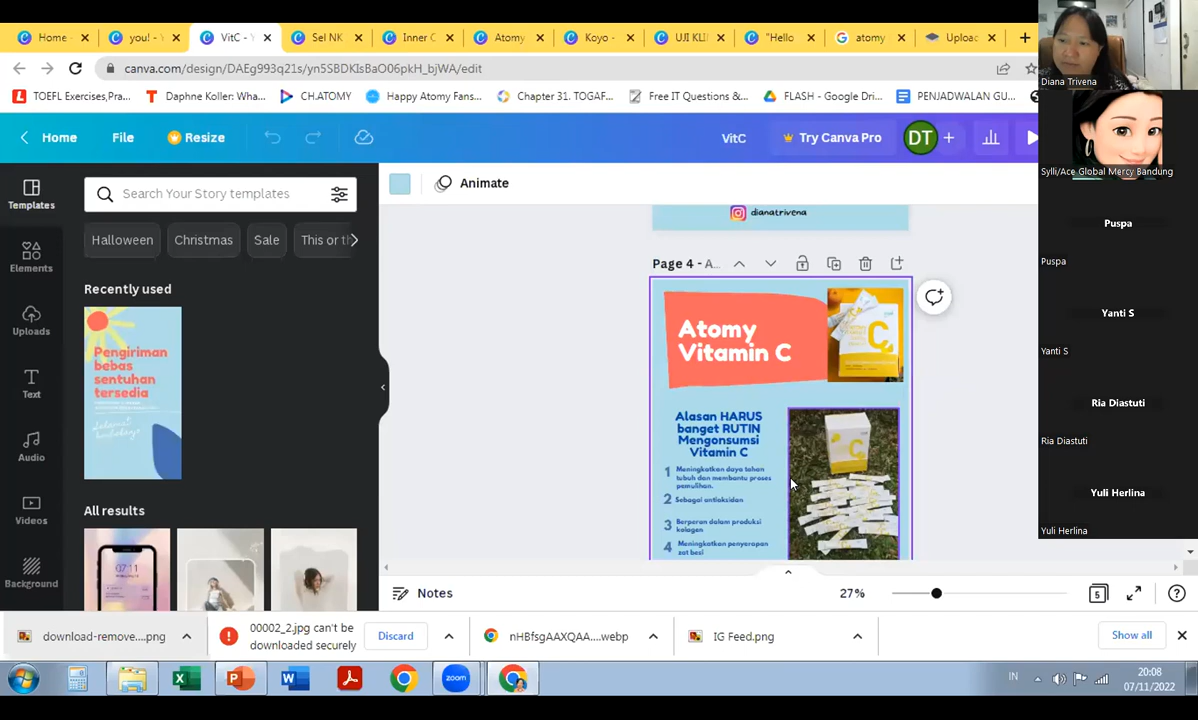 Home -
you! - Y
VitC - Y
Sel NK
Inner C
Atomy
Koyo -
UJI KLI
"Hello
atomy
Uploac
canva.com/design/DAEg993q21s/yn5SBDKIsBaO06pkH_bjWA/edit
TOEFL Exercises,Pra...
Daphne Koller: Wha...
CH.ATOMY
Happy Atomy Fans...
Chapter 31. TOGAF...
Free IT Questions &...
FLASH - Google Dri...
PENJADWALAN GU...
Home
File
Resize
VitC
Try Canva Pro
DT
Animate
Templates
Elements
Uploads
Text
Audio
Videos
Background
Search Your Story templates
Halloween
Christmas
Sale
This or th
Recently used
Pengiriman
bebas
sentuhan
tersedia
All results
07:11
dianatrivena
Page 4 - A...
Atomy
Vitamin C
C
Alasan HARUS
banget RUTIN
Mengonsumsi
Vitamin C
1 Meningkatkan daya tahan
tubuh dan membantu proses
pemulihan.
2 Sebagai antioksidan
3 Berperan dalam produksi
kolagen
4 Meningkatkan penyerapan
zat besi
Notes
27%
5
Diana Trivena
Sylli/Ace Global Mercy Bandung
Puspa
Puspa
Yanti S
Yanti S
Ria Diastuti
Ria Diastuti
Yuli Herlina
Yuli Herlina
download-remove....png
00002_2.jpg can't be
downloaded securely
Discard
nHBfsgAAXQAA....webp
IG Feed.png
Show all
zoom
IN
20:08
07/11/2022